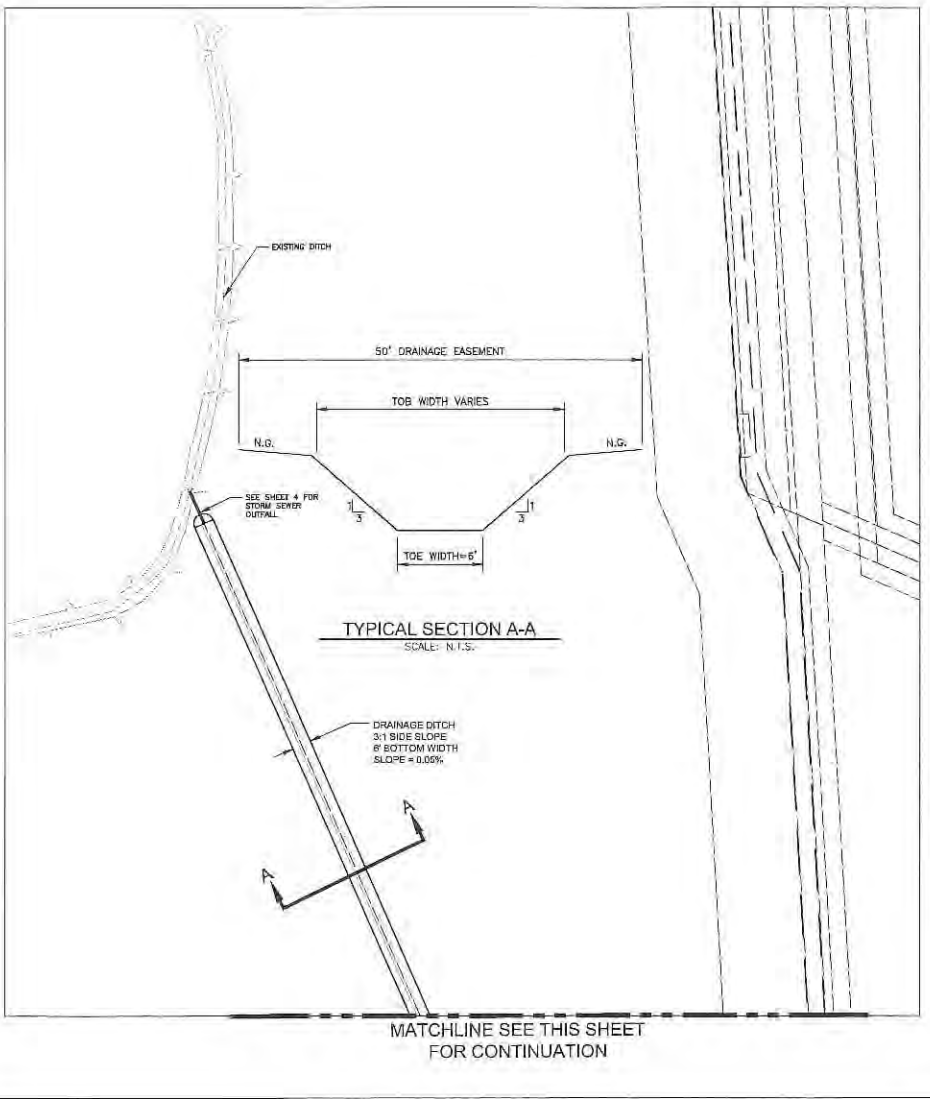 EXISTING DITCH
50' DRAINAGE EASEMENT
TOB WIDTH VARIES
N.G.
N.G.
SEE SHEET 4 FOR
STORM SEWER
OUTFALL
1
3
1
3
TOE WIDTH=6'
TYPICAL SECTION A-A
SCALE: N.T.S.
DRAINAGE DITCH
3:1 SIDE SLOPE
6' BOTTOM WIDTH
SLOPE = 0.05%
A
A
MATCHLINE SEE THIS SHEET
FOR CONTINUATION